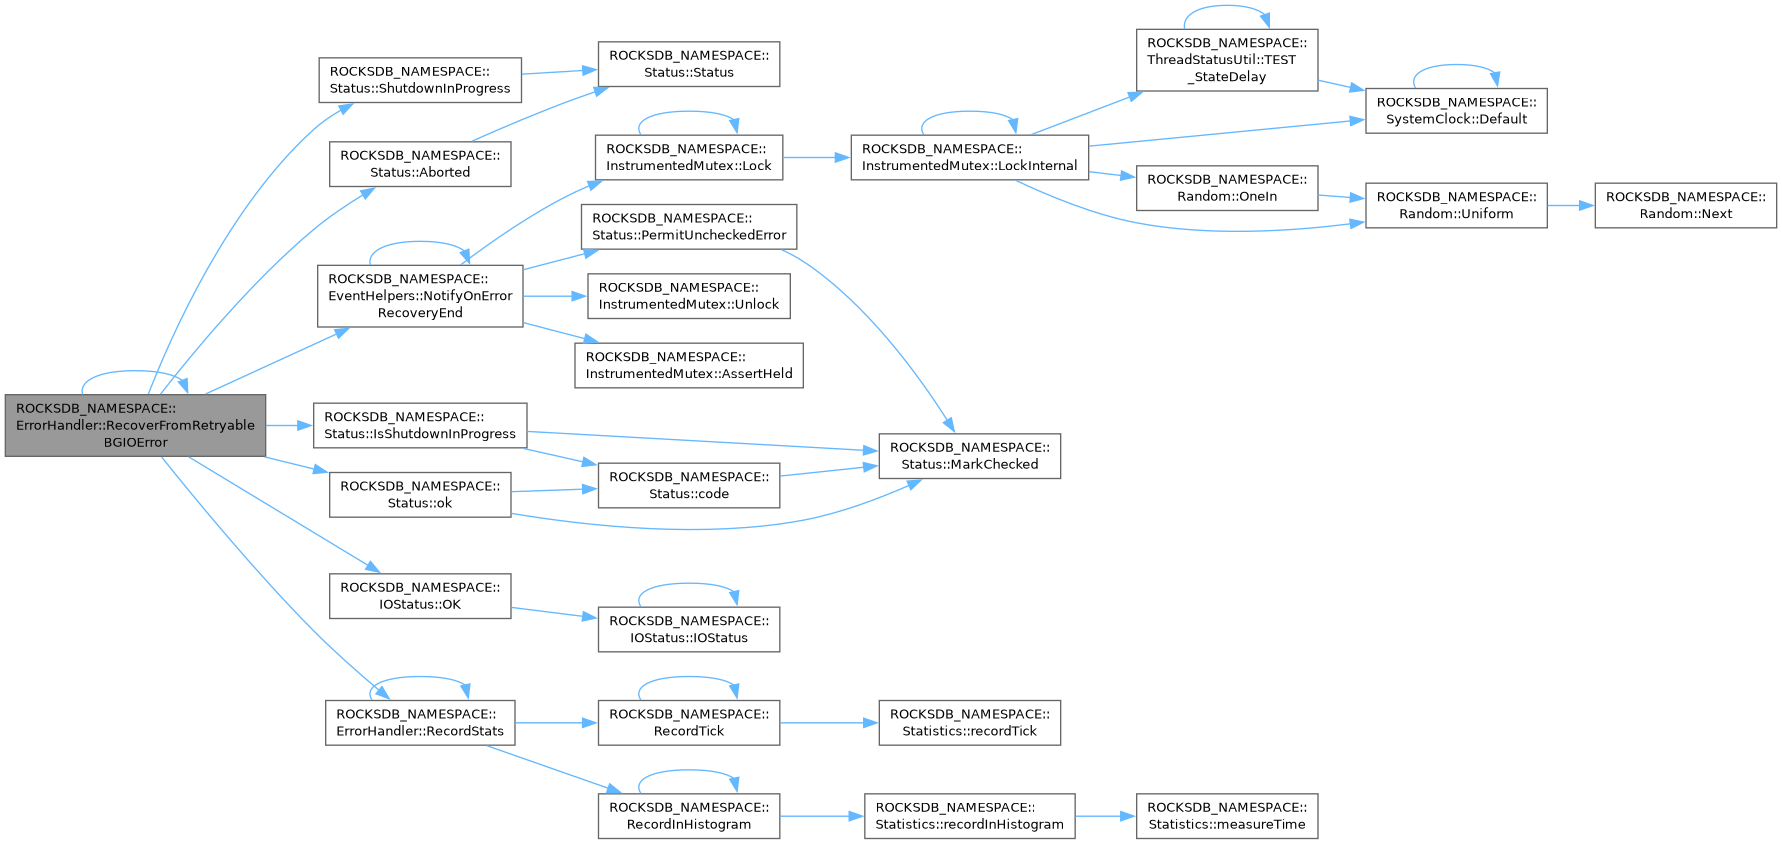 ROCKSDB_NAMESPACE::
ErrorHandler::RecoverFromRetryable
BGIOError
ROCKSDB_NAMESPACE::
Status::ShutdownInProgress
ROCKSDB_NAMESPACE::
Status::Status
ROCKSDB_NAMESPACE::
Status::Aborted
ROCKSDB_NAMESPACE::
EventHelpers::NotifyOnError
RecoveryEnd
ROCKSDB_NAMESPACE::
InstrumentedMutex::Lock
ROCKSDB_NAMESPACE::
InstrumentedMutex::LockInternal
ROCKSDB_NAMESPACE::
ThreadStatusUtil::TEST
_StateDelay
ROCKSDB_NAMESPACE::
SystemClock::Default
ROCKSDB_NAMESPACE::
Random::OneIn
ROCKSDB_NAMESPACE::
Random::Uniform
ROCKSDB_NAMESPACE::
Random::Next
ROCKSDB_NAMESPACE::
Status::PermitUncheckedError
ROCKSDB_NAMESPACE::
InstrumentedMutex::Unlock
ROCKSDB_NAMESPACE::
InstrumentedMutex::AssertHeld
ROCKSDB_NAMESPACE::
Status::IsShutdownInProgress
ROCKSDB_NAMESPACE::
Status::MarkChecked
ROCKSDB_NAMESPACE::
Status::code
ROCKSDB_NAMESPACE::
Status::ok
ROCKSDB_NAMESPACE::
IOStatus::OK
ROCKSDB_NAMESPACE::
IOStatus::IOStatus
ROCKSDB_NAMESPACE::
ErrorHandler::RecordStats
ROCKSDB_NAMESPACE::
RecordTick
ROCKSDB_NAMESPACE::
Statistics::recordTick
ROCKSDB_NAMESPACE::
RecordInHistogram
ROCKSDB_NAMESPACE::
Statistics::recordInHistogram
ROCKSDB_NAMESPACE::
Statistics::measureTime